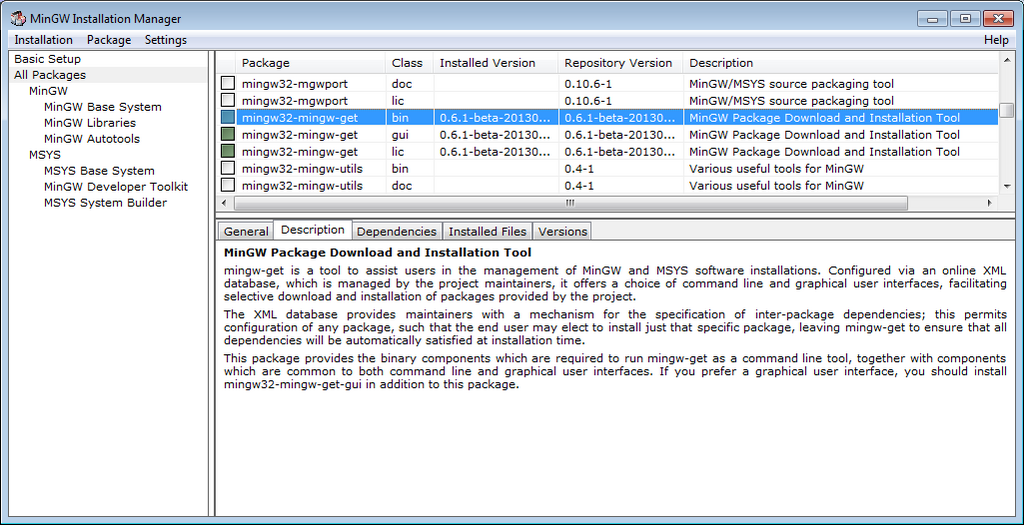 MinGW Installation Manager
Installation Package Settings Help
Basic Setup
All Packages
MinGW
MinGW Base System
MinGW Libraries
MinGW Autotools
MSYS
MSYS Base System
MinGW Developer Toolkit
MSYS System Builder
Package Class Installed Version Repository Version Description
mingw32-mgwport doc 0.10.6-1 MinGW/MSYS source packaging tool
mingw32-mgwport lic 0.10.6-1 MinGW/MSYS source packaging tool
mingw32-mingw-get bin 0.6.1-beta-20130... 0.6.1-beta-20130... MinGW Package Download and Installation Tool
mingw32-mingw-get gui 0.6.1-beta-20130... 0.6.1-beta-20130... MinGW Package Download and Installation Tool
mingw32-mingw-get lic 0.6.1-beta-20130... 0.6.1-beta-20130... MinGW Package Download and Installation Tool
mingw32-mingw-utils bin 0.4-1 Various useful tools for MinGW
mingw32-mingw-utils doc 0.4-1 Various useful tools for MinGW
General Description Dependencies Installed Files Versions
MinGW Package Download and Installation Tool
mingw-get is a tool to assist users in the management of MinGW and MSYS software installations. Configured via an online XML
database, which is managed by the project maintainers, it offers a choice of command line and graphical user interfaces, facilitating
selective download and installation of packages provided by the project.
The XML database provides maintainers with a mechanism for the specification of inter-package dependencies; this permits
configuration of any package, such that the end user may elect to install just that specific package, leaving mingw-get to ensure that all
dependencies will be automatically satisfied at installation time.
This package provides the binary components which are required to run mingw-get as a command line tool, together with components
which are common to both command line and graphical user interfaces. If you prefer a graphical user interface, you should install
mingw32-mingw-get-gui in addition to this package.